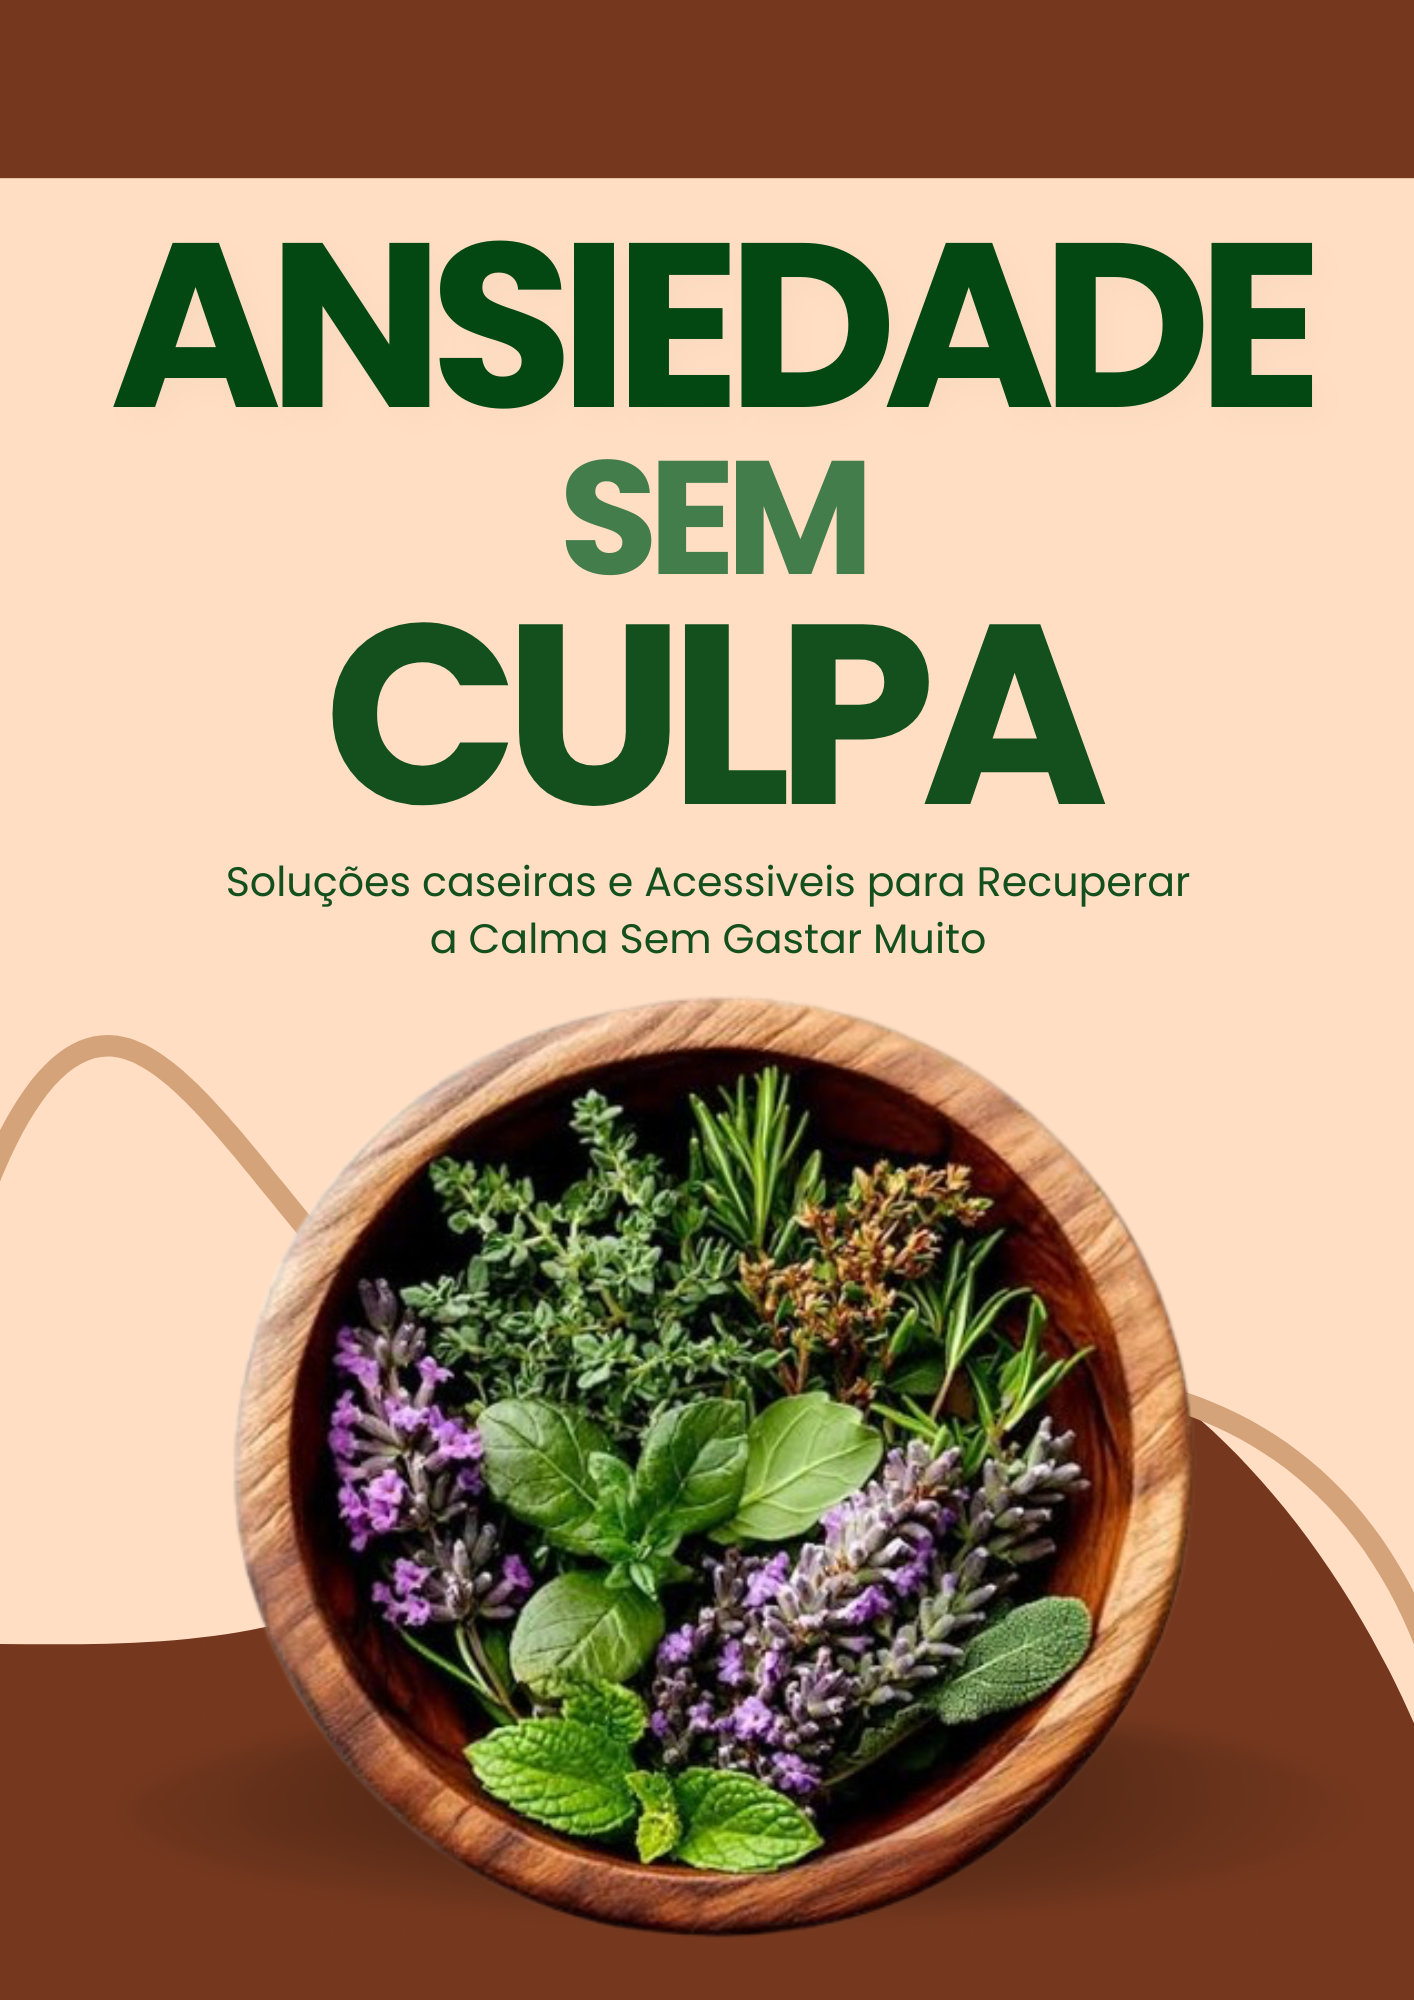 ANSIEDADE
SEM
CULPA
Soluções caseiras e Acessiveis para Recuperar
a Calma Sem Gastar Muito